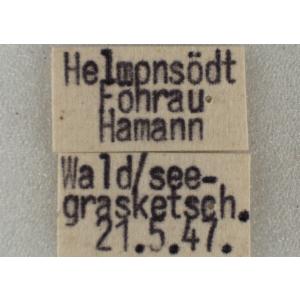 Helmonsödt
Fohrau
Hamann
Wald/see-
grasketsch.
21.5.47.